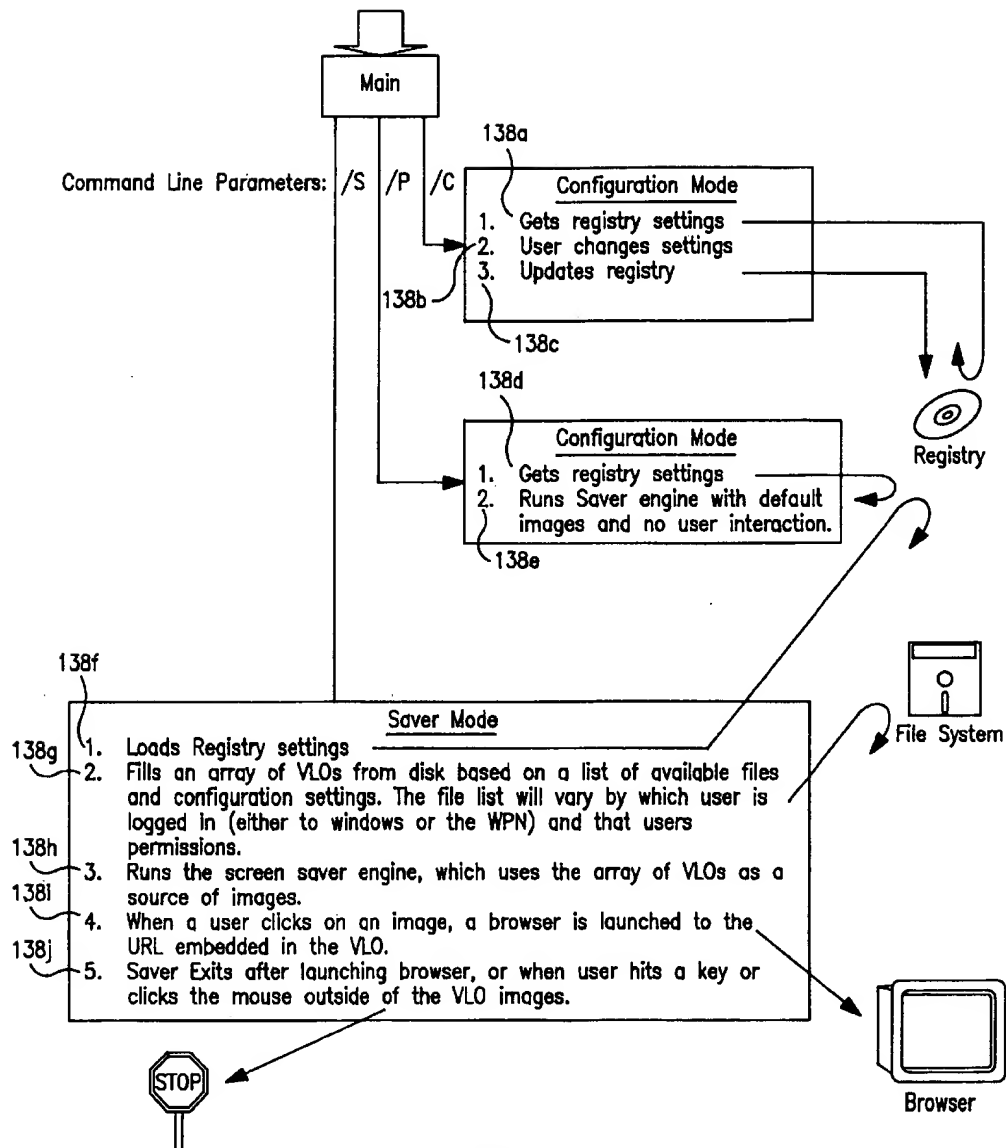 Main
138a
Command Line Parameters: /S /P /C
Configuration Mode
1. Gets registry settings
2. User changes settings
3. Updates registry
138b
138c
Registry
138d
Configuration Mode
1. Gets registry settings
2. Runs Saver engine with default
images and no user interaction.
138e
File System
138f
Saver Mode
1. Loads Registry settings
138g
2. Fills an array of VLOs from disk based on a list of available files
and configuration settings. The file list will vary by which user is
logged in (either to windows or the WPN) and that users
permissions.
138h
3. Runs the screen saver engine, which uses the array of VLOs as a
source of images.
138i
4. When a user clicks on an image, a browser is launched to the
URL embedded in the VLO.
138j
5. Saver Exits after launching browser, or when user hits a key or
clicks the mouse outside of the VLO images.
STOP
Browser